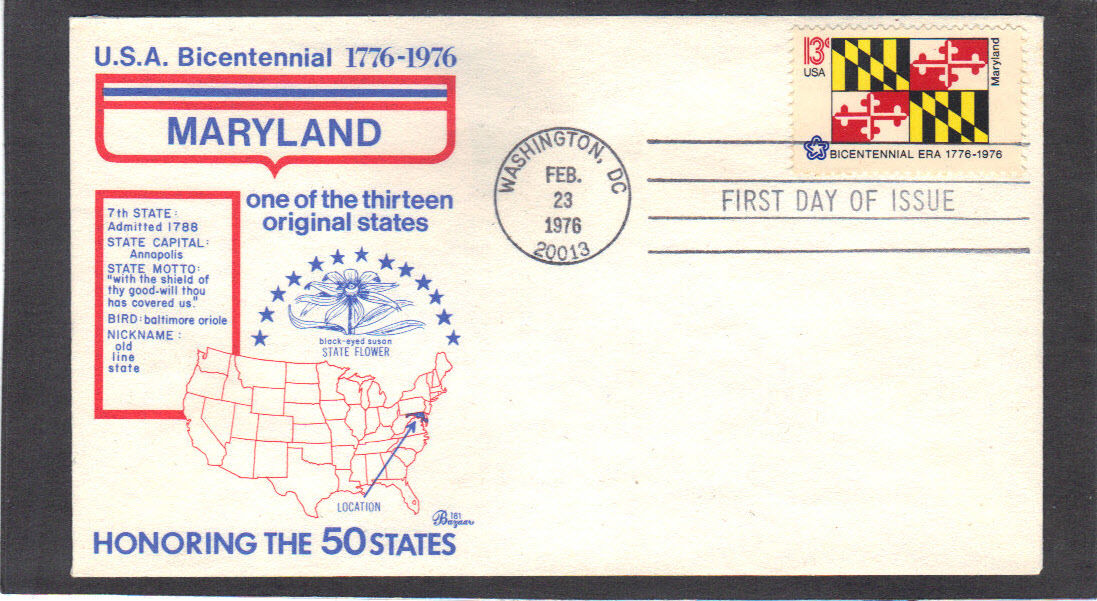 U.S.A. Bicentennial 1776-1976
MARYLAND
one of the thirteen
original states
7th STATE:
Admitted 1788
STATE CAPITAL:
Annapolis
STATE MOTTO:
"with the shield of
thy good-will thou
has covered us."
BIRD: baltimore oriole
NICKNAME:
old
line
state
black-eyed susan
STATE FLOWER
LOCATION
181
Bazaar
HONORING THE 50 STATES
WASHINGTON, DC
FEB.
23
1976
20013
13c
USA
Maryland
BICENTENNIAL ERA 1776-1976
FIRST DAY OF ISSUE